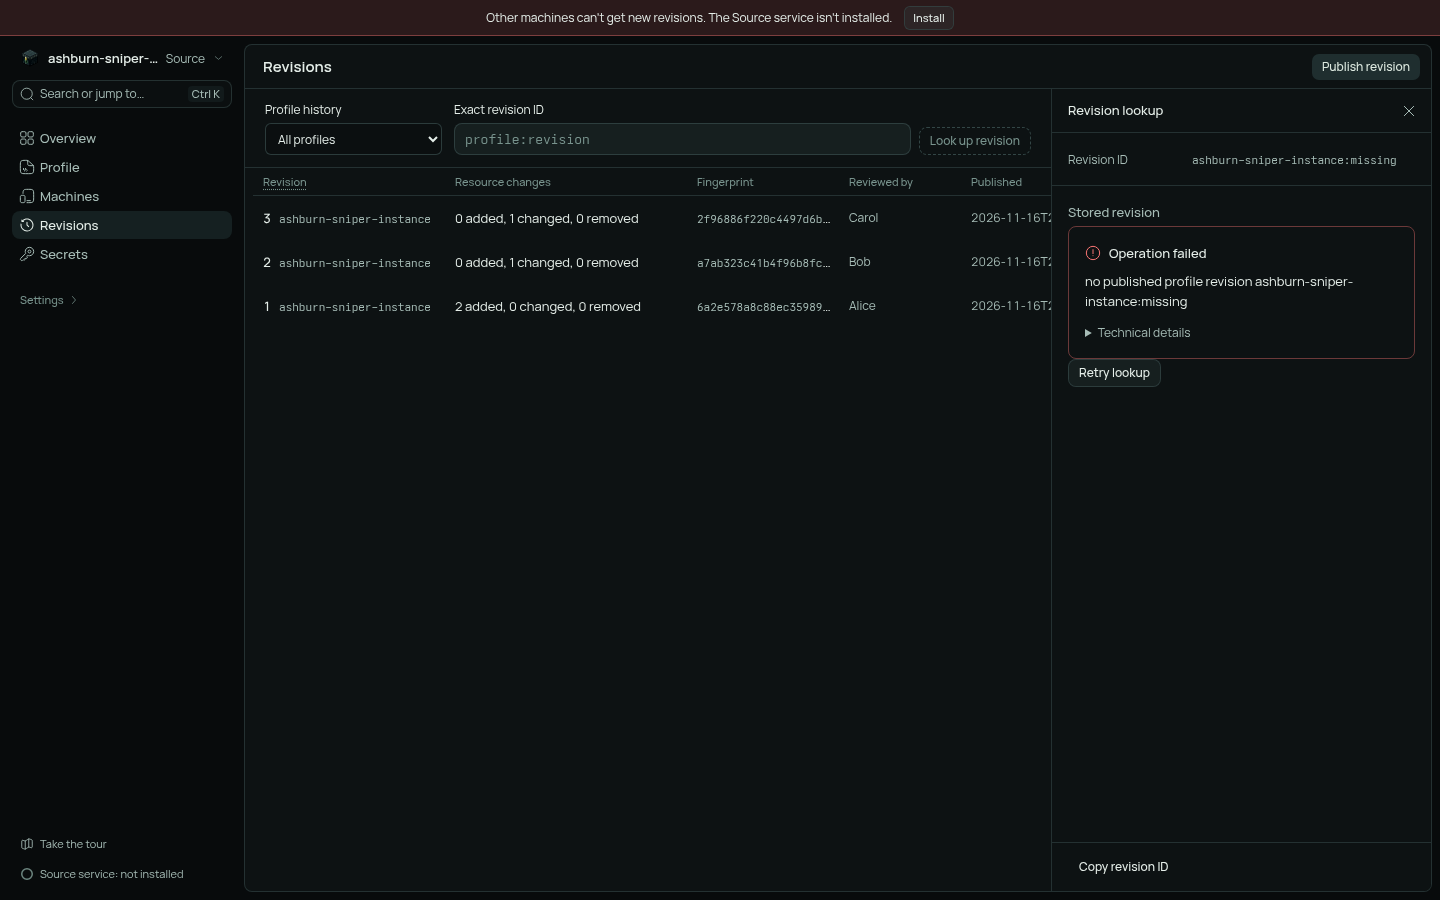 Other machines can't get new revisions. The Source service isn't installed.
Install
ashburn-sniper-… Source
Search or jump to…
Ctrl K
Overview
Profile
Machines
Revisions
Secrets
Settings
Take the tour
Source service: not installed
Revisions
Publish revision
Profile history
Exact revision ID
All profiles
profile:revision
Look up revision
Revision Resource changes Fingerprint Reviewed by Published
3 ashburn-sniper-instance 0 added, 1 changed, 0 removed 2f96886f220c4497d6b… Carol 2026-11-16T2
2 ashburn-sniper-instance 0 added, 1 changed, 0 removed a7ab323c41b4f96b8fc… Bob 2026-11-16T2
1 ashburn-sniper-instance 2 added, 0 changed, 0 removed 6a2e578a8c88ec35989… Alice 2026-11-16T2
Revision lookup
Revision ID ashburn-sniper-instance:missing
Stored revision
Operation failed
no published profile revision ashburn-sniper-
instance:missing
Technical details
Retry lookup
Copy revision ID